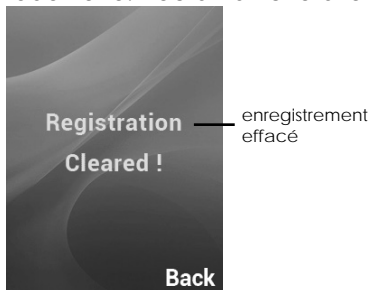 Registration
Cleared !
enregistrement
effacé
Back